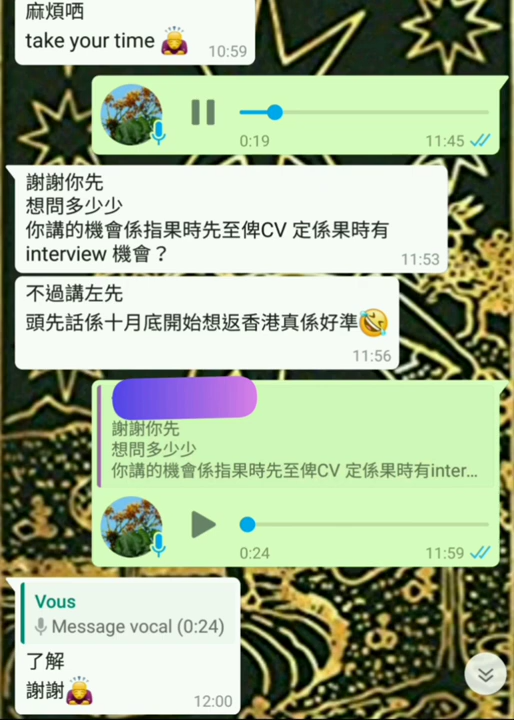 麻煩哂
take your time 🙇
10:59
0:19
11:45
謝謝你先
想問多少少
你講的機會係指果時先至俾CV 定係果時有
interview 機會？
11:53
不過講左先
頭先話係十月底開始想返香港真係好準🤣
11:56
謝謝你先
想問多少少
你講的機會係指果時先至俾CV 定係果時有inter...
0:24
11:59
Vous
Message vocal (0:24)
了解
謝謝🙇
12:00